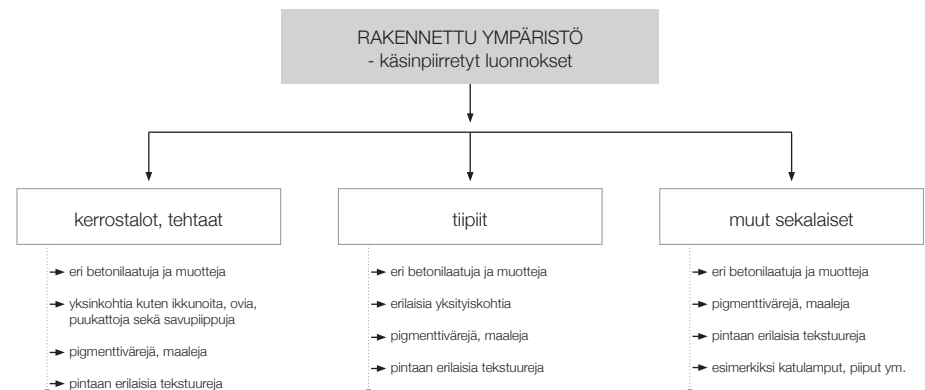 RAKENNETTU YMPÄRISTÖ
- käsinpiirretyt luonnokset
kerrostalot, tehtaat
eri betonilaatuja ja muotteja
yksinkohtia kuten ikkunoita, ovia,
puukattoja sekä savupiippuja
pigmenttivärejä, maaleja
pintaan erilaisia tekstuureja
tiipiit
eri betonilaatuja ja muotteja
erilaisia yksityiskohtia
pigmenttivärejä, maaleja
pintaan erilaisia tekstuureja
muut sekalaiset
eri betonilaatuja ja muotteja
pigmenttivärejä, maaleja
pintaan erilaisia tekstuureja
esimerkiksi katulamput, piiput ym.